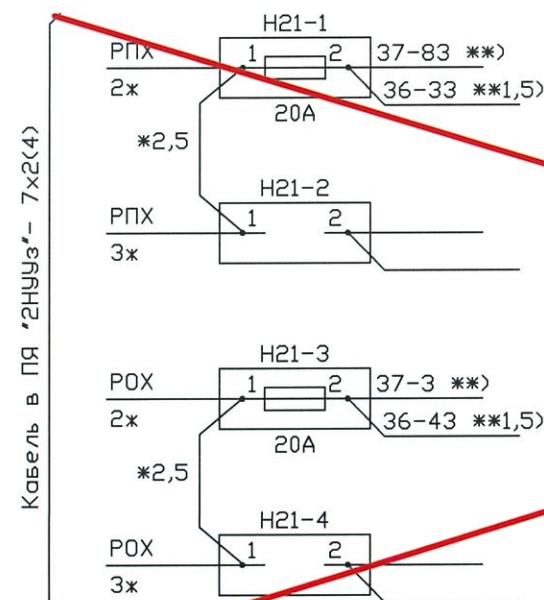 Н21-1
РПХ 1 2 37-83 **)
2ж 36-33 **1,5)
20А
*2,5
Н21-2
РПХ 1 2
3ж
Н21-3
РОХ 1 2 37-3 **)
2ж 36-43 **1,5)
20А
*2,5
Н21-4
РОХ 1 2
3ж
Кабель в ПЯ "2НУУз"- 7x2(4)